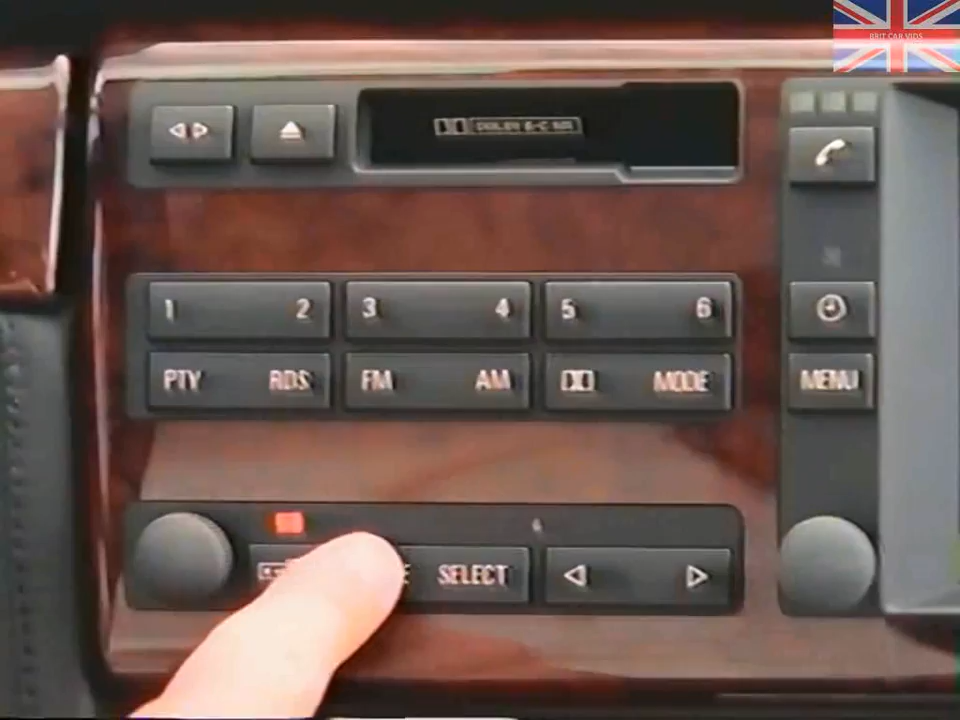 BRIT CAR VIDS
DOLBY B-C NR
1 2 3 4 5 6
PTY RDS FM AM MODE
MENU
SELECT